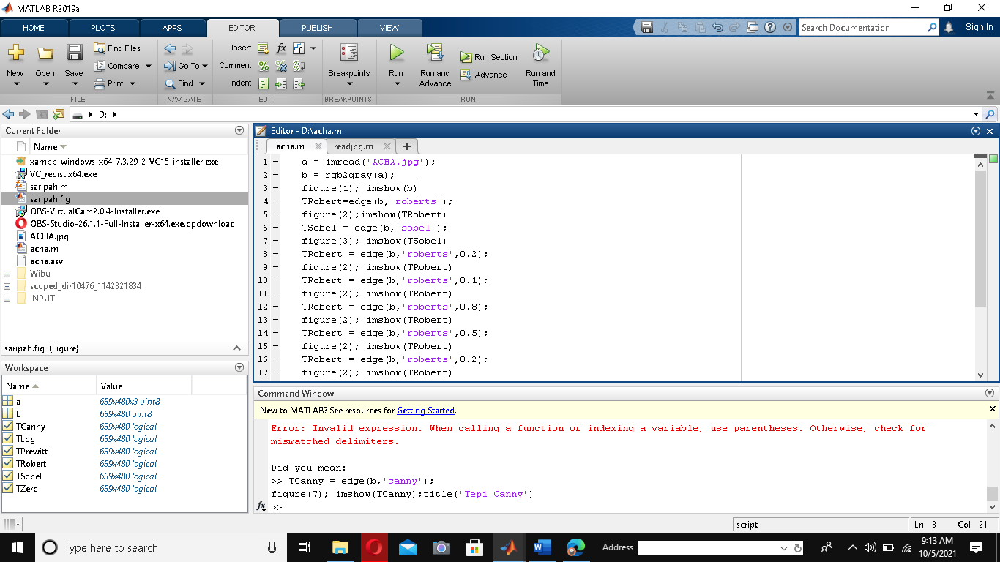 MATLAB R2019a
HOME PLOTS APPS EDITOR PUBLISH VIEW
Search Documentation
Sign In
New Open Save
Find Files
Compare
Print
FILE
Go To
Find
NAVIGATE
Insert fx
Comment
Indent
EDIT
Breakpoints
BREAKPOINTS
Run
Run and Advance
Run Section
Advance
Run and Time
RUN
D:
Current Folder
Name
xampp-windows-x64-7.3.29-2-VC15-installer.exe
VC_redist.x64.exe
saripah.m
saripah.fig
OBS-VirtualCam2.0.4-Installer.exe
OBS-Studio-26.1.1-Full-Installer-x64.exe.opdownload
ACHA.jpg
acha.m
acha.asv
Wibu
scoped_dir10476_1142321834
INPUT
saripah.fig (Figure)
Workspace
Name Value
a 639x480x3 uint8
b 639x480 uint8
TCanny 639x480 logical
TLog 639x480 logical
TPrewitt 639x480 logical
TRobert 639x480 logical
TSobel 639x480 logical
TZero 639x480 logical
Editor - D:\acha.m
acha.m readjpg.m
1 a = imread('ACHA.jpg');
2 b = rgb2gray(a);
3 figure(1); imshow(b)
4 TRobert=edge(b,'roberts');
5 figure(2);imshow(TRobert)
6 TSobel = edge(b,'sobel');
7 figure(3); imshow(TSobel)
8 TRobert = edge(b,'roberts',0.2);
9 figure(2); imshow(TRobert)
10 TRobert = edge(b,'roberts',0.1);
11 figure(2); imshow(TRobert)
12 TRobert = edge(b,'roberts',0.8);
13 figure(2); imshow(TRobert)
14 TRobert = edge(b,'roberts',0.5);
15 figure(2); imshow(TRobert)
16 TRobert = edge(b,'roberts',0.2);
17 figure(2); imshow(TRobert)
Command Window
New to MATLAB? See resources for Getting Started.
Error: Invalid expression. When calling a function or indexing a variable, use parentheses. Otherwise, check for
mismatched delimiters.
Did you mean:
>> TCanny = edge(b,'canny');
figure(7); imshow(TCanny);title('Tepi Canny')
fx >>
script
Ln 3 Col 21
Type here to search
Address
9:13 AM
10/5/2021